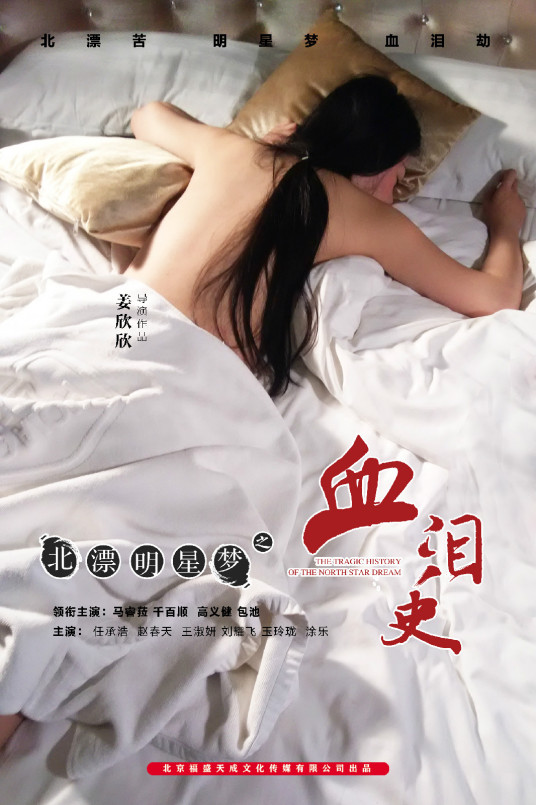 北漂苦 明星梦 血泪劫
导演作品
姜欣欣
血泪史
THE TRAGIC HISTORY
OF THE NORTH STAR DREAM
北漂明星梦之
领衔主演：马睿菈 千百顺 高义健 包池
主演： 任承浩 赵春天 王淑妍 刘耀飞 王玲珑 涂乐
北京福盛天成文化传媒有限公司出品